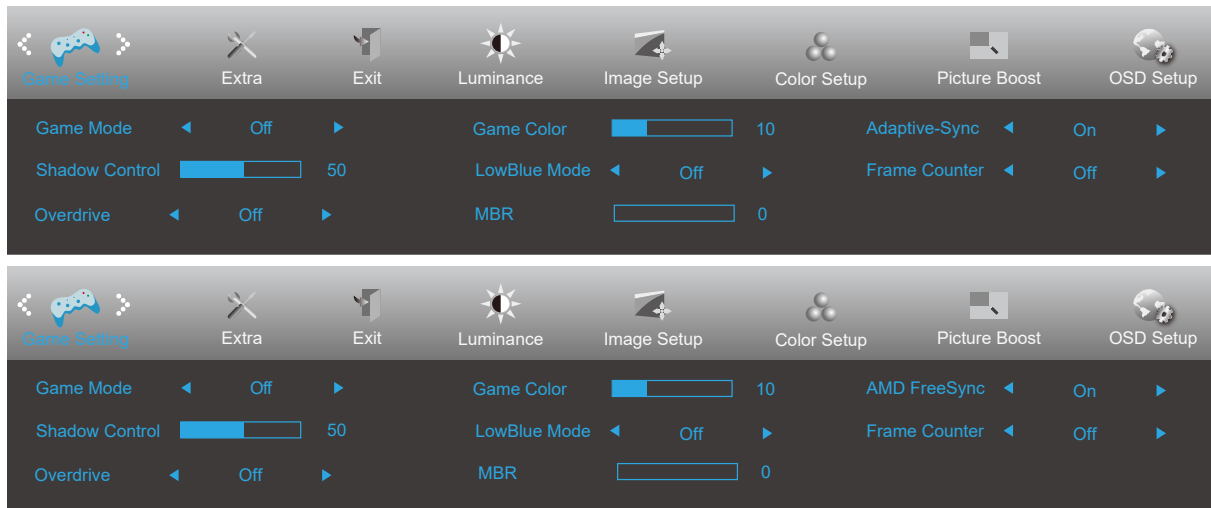 Game Setting Extra Exit Luminance Image Setup Color Setup Picture Boost OSD Setup
Game Mode Off Game Color 10 Adaptive-Sync On
Shadow Control 50 LowBlue Mode Off Frame Counter Off
Overdrive Off MBR 0
Game Setting Extra Exit Luminance Image Setup Color Setup Picture Boost OSD Setup
Game Mode Off Game Color 10 AMD FreeSync On
Shadow Control 50 LowBlue Mode Off Frame Counter Off
Overdrive Off MBR 0